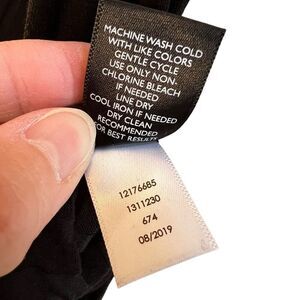 MACHINE WASH COLD
WITH LIKE COLORS
GENTLE CYCLE
USE ONLY NON-
CHLORINE BLEACH
IF NEEDED
LINE DRY
COOL IRON IF NEEDED
DRY CLEAN
RECOMMENDED
FOR BEST RESULTS
12176685
1311230
674
08/2019